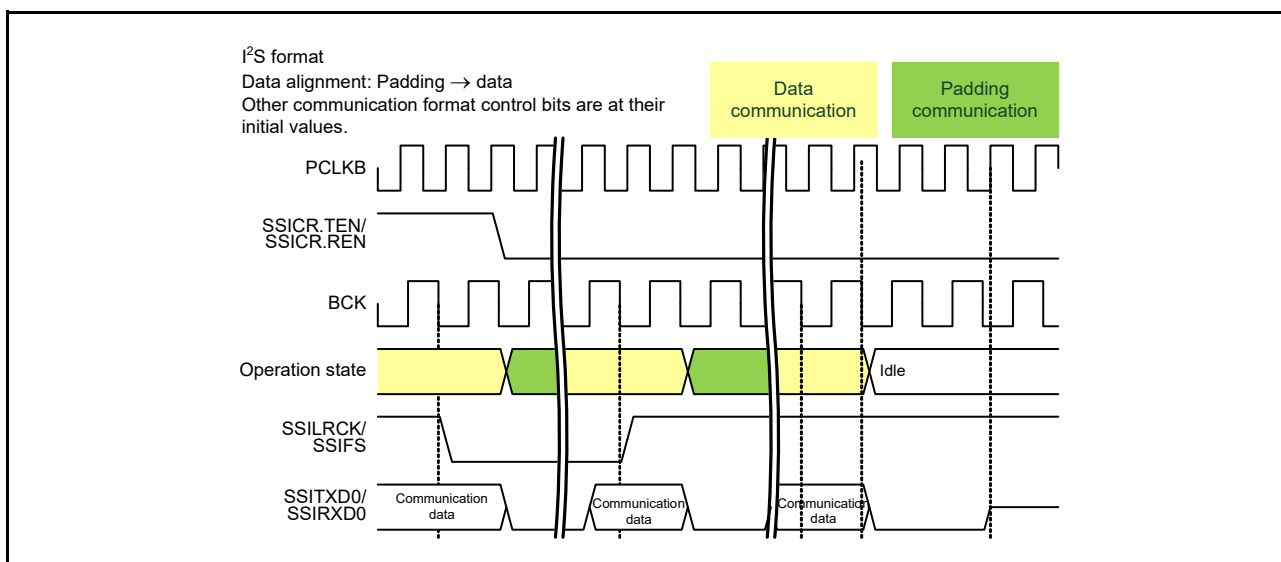 I²S format
Data alignment: Padding → data
Other communication format control bits are at their
initial values.
Data
communication
Padding
communication
PCLKB
SSICR.TEN/
SSICR.REN
BCK
Operation state
Idle
SSILRCK/
SSIFS
SSITXD0/
SSIRXD0
Communication
data
Communication
data
Communication
data